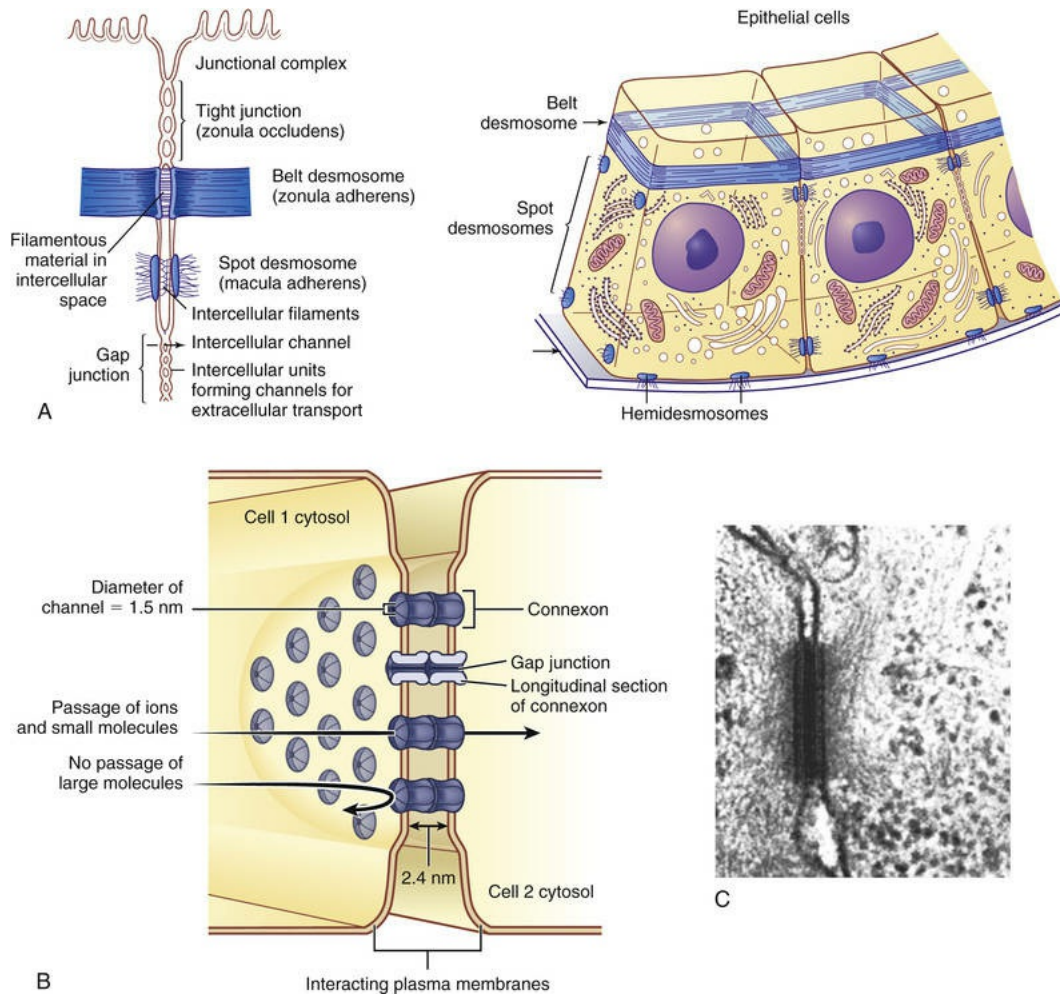 Junctional complex
Tight junction
(zonula occludens)
Belt desmosome
(zonula adherens)
Filamentous
material in
intercellular
space
Spot desmosome
(macula adherens)
Intercellular filaments
Gap
junction
Intercellular channel
Intercellular units
forming channels for
extracellular transport
A
Epithelial cells
Belt
desmosome
Spot
desmosomes
Hemidesmosomes
Cell 1 cytosol
Diameter of
channel = 1.5 nm
Connexon
Gap junction
Longitudinal section
of connexon
Passage of ions
and small molecules
No passage of
large molecules
2.4 nm
Cell 2 cytosol
Interacting plasma membranes
B
C